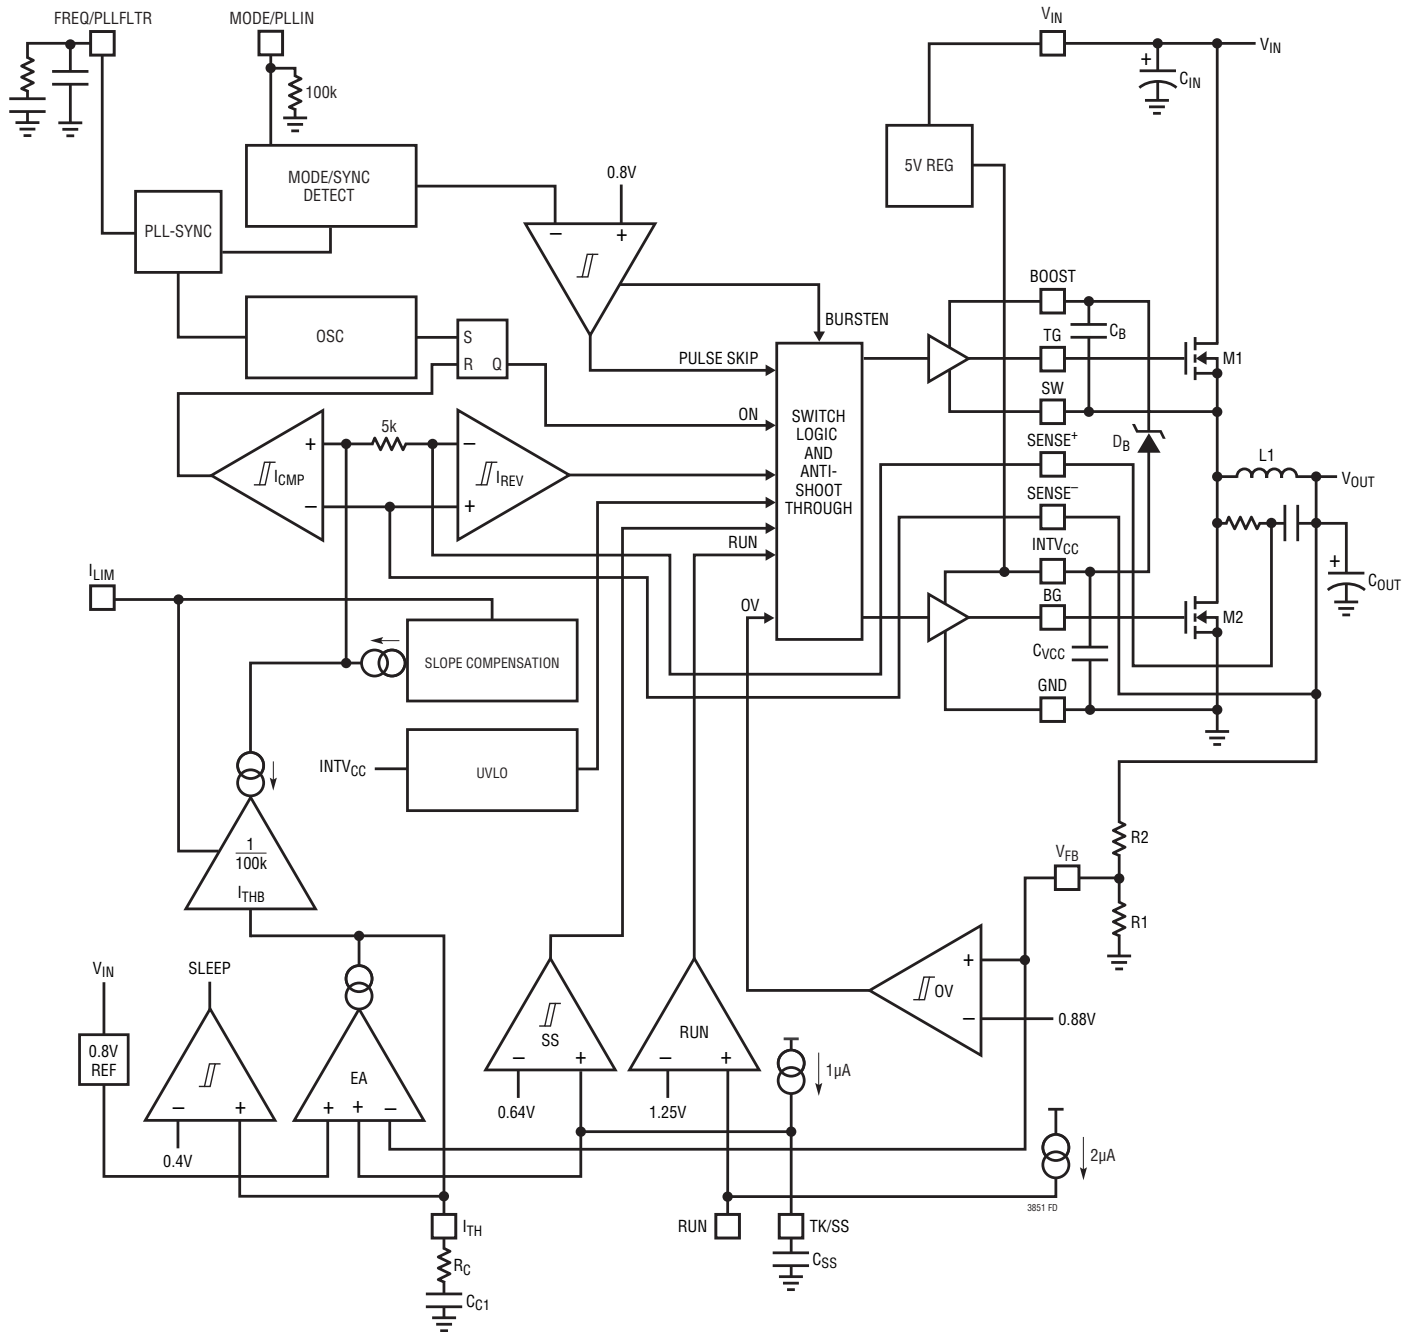 FREQ/PLLFLTR
MODE/PLLIN
VIN
VIN
+
CIN
100k
MODE/SYNC
DETECT
5V REG
0.8V
PLL-SYNC
−
+
BOOST
BURSTEN
OSC
S
R
Q
PULSE SKIP
TG
CB
M1
SW
ON
SWITCH
LOGIC
AND
ANTI-
SHOOT
THROUGH
5k
+
−
ICMP
−
+
IREV
SENSE+
DB
L1
VOUT
SENSE−
RUN
INTVCC
+
COUT
ILIM
OV
BG
M2
SLOPE COMPENSATION
CVCC
GND
INTVCC
UVLO
R2
1
100k
ITHB
VFB
R1
VIN
SLEEP
+
−
OV
0.88V
0.8V
REF
EA
SS
RUN
1µA
−
+
+
+
−
−
+
−
+
0.4V
0.64V
1.25V
2µA
3851 FD
ITH
RUN
TK/SS
RC
CSS
CC1